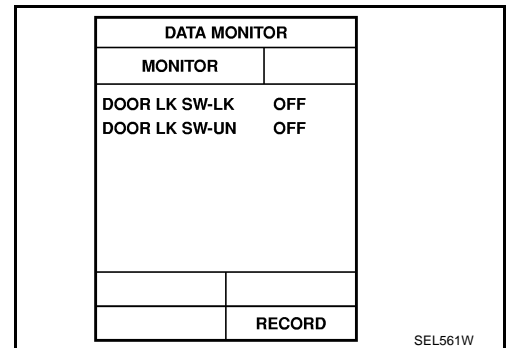 DATA MONITOR
MONITOR
DOOR LK SW-LK OFF
DOOR LK SW-UN OFF
RECORD
SEL561W